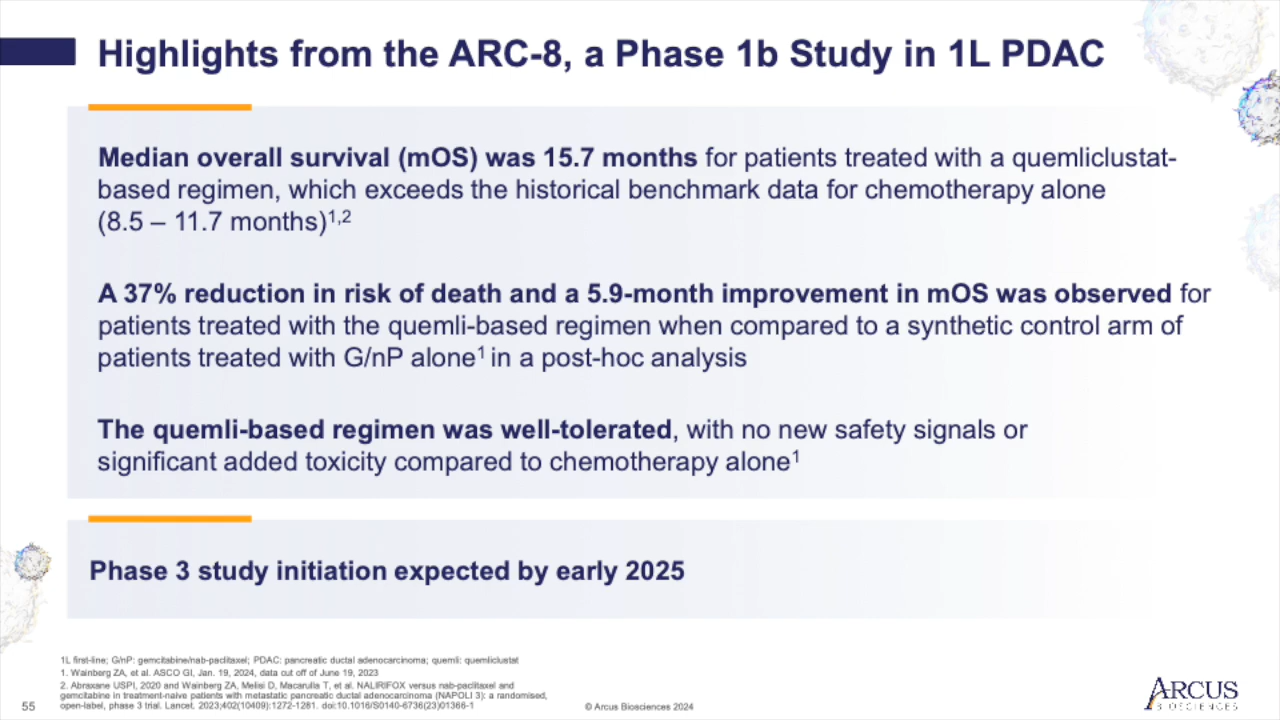 Highlights from the ARC-8, a Phase 1b Study in 1L PDAC
Median overall survival (mOS) was 15.7 months for patients treated with a quemliclustat-
based regimen, which exceeds the historical benchmark data for chemotherapy alone
(8.5 – 11.7 months)1,2
A 37% reduction in risk of death and a 5.9-month improvement in mOS was observed for
patients treated with the quemli-based regimen when compared to a synthetic control arm of
patients treated with G/nP alone1 in a post-hoc analysis
The quemli-based regimen was well-tolerated, with no new safety signals or
significant added toxicity compared to chemotherapy alone1
Phase 3 study initiation expected by early 2025
1L first-line; G/nP: gemcitabine/nab-paclitaxel; PDAC: pancreatic ductal adenocarcinoma; quemli: quemliclustat
1. Wainberg ZA, et al. ASCO GI, Jan. 19, 2024, data cut off of June 19, 2023
2. Abraxane USPI, 2020 and Wainberg ZA, Melisi D, Macarulla T, et al. NALIRIFOX versus nab-paclitaxel and
gemcitabine in treatment-naive patients with metastatic pancreatic ductal adenocarcinoma (NAPOLI 3): a randomised,
open-label, phase 3 trial. Lancet. 2023;402(10409):1272-1281. doi:10.1016/S0140-6736(23)01366-1
55
© Arcus Biosciences 2024
ARCUS
BIOSCIENCES